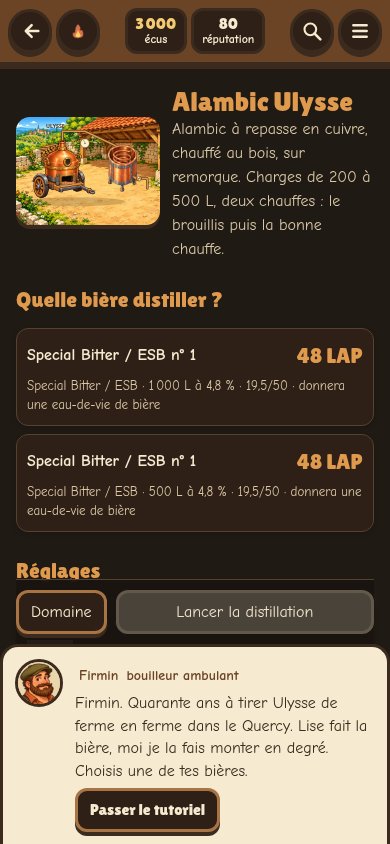 3 000
écus
80
réputation
Alambic Ulysse
Alambic à repasse en cuivre,
chauffé au bois, sur
remorque. Charges de 200 à
500 L, deux chauffes : le
brouillis puis la bonne
chauffe.
Quelle bière distiller ?
Special Bitter / ESB n° 1
48 LAP
Special Bitter / ESB · 1 000 L à 4,8 % · 19,5/50 · donnera
une eau-de-vie de bière
Special Bitter / ESB n° 1
48 LAP
Special Bitter / ESB · 500 L à 4,8 % · 19,5/50 · donnera une
eau-de-vie de bière
Réglages
Domaine
Lancer la distillation
Firmin bouilleur ambulant
Firmin. Quarante ans à tirer Ulysse de
ferme en ferme dans le Quercy. Lise fait la
bière, moi je la fais monter en degré.
Choisis une de tes bières.
Passer le tutoriel